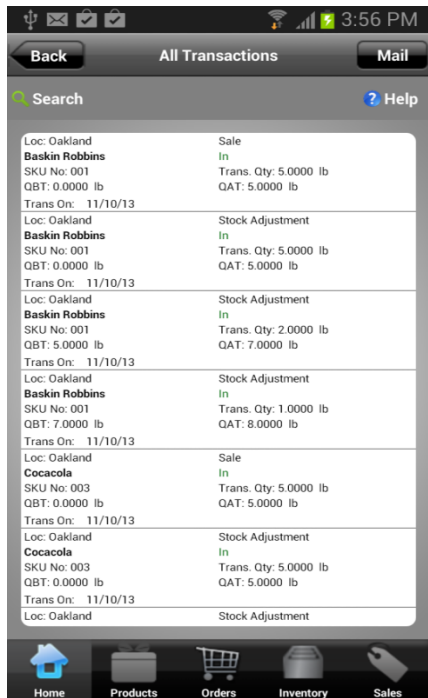 3:56 PM
Back All Transactions Mail
Search Help
Loc: Oakland Sale
Baskin Robbins In
SKU No: 001 Trans. Qty: 5.0000 lb
QBT: 0.0000 lb QAT: 5.0000 lb
Trans On: 11/10/13
Loc: Oakland Stock Adjustment
Baskin Robbins In
SKU No: 001 Trans. Qty: 5.0000 lb
QBT: 0.0000 lb QAT: 5.0000 lb
Trans On: 11/10/13
Loc: Oakland Stock Adjustment
Baskin Robbins In
SKU No: 001 Trans. Qty: 2.0000 lb
QBT: 5.0000 lb QAT: 7.0000 lb
Trans On: 11/10/13
Loc: Oakland Stock Adjustment
Baskin Robbins In
SKU No: 001 Trans. Qty: 1.0000 lb
QBT: 7.0000 lb QAT: 8.0000 lb
Trans On: 11/10/13
Loc: Oakland Sale
Cocacola In
SKU No: 003 Trans. Qty: 5.0000 lb
QBT: 0.0000 lb QAT: 5.0000 lb
Trans On: 11/10/13
Loc: Oakland Stock Adjustment
Cocacola In
SKU No: 003 Trans. Qty: 5.0000 lb
QBT: 0.0000 lb QAT: 5.0000 lb
Trans On: 11/10/13
Loc: Oakland Stock Adjustment
Home Products Orders Inventory Sales